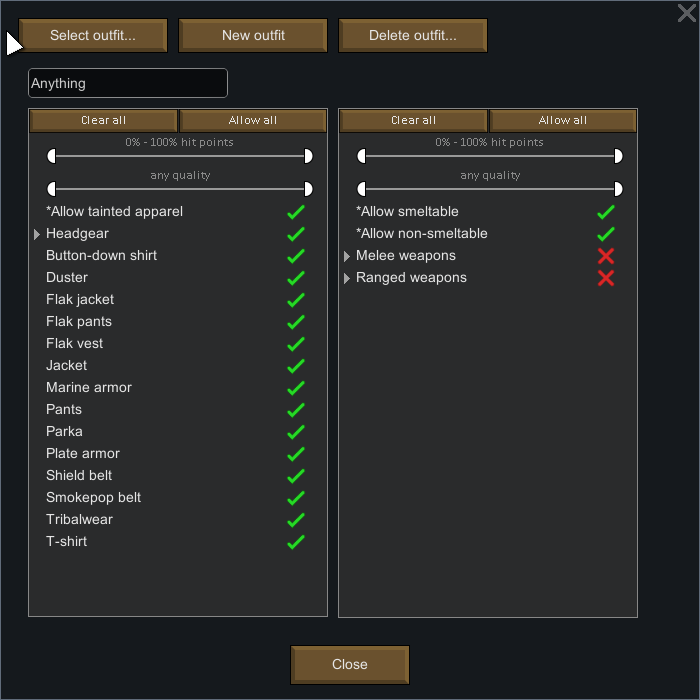 Select outfit...
New outfit
Delete outfit...
Anything
Clear all
Allow all
0% - 100% hit points
any quality
*Allow tainted apparel
Headgear
Button-down shirt
Duster
Flak jacket
Flak pants
Flak vest
Jacket
Marine armor
Pants
Parka
Plate armor
Shield belt
Smokepop belt
Tribalwear
T-shirt
Clear all
Allow all
0% - 100% hit points
any quality
*Allow smeltable
*Allow non-smeltable
Melee weapons
Ranged weapons
Close